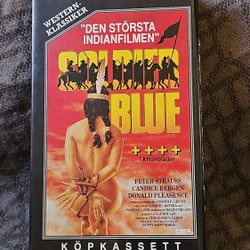 WESTERN-
KLASSIKER
"DEN STÖRSTA
INDIANFILMEN"
SOLDIER
BLUE
++++
i Aftonbladet
PETER STRAUSS
CANDICE BERGEN
DONALD PLEASENCE
KÖPKASSETT